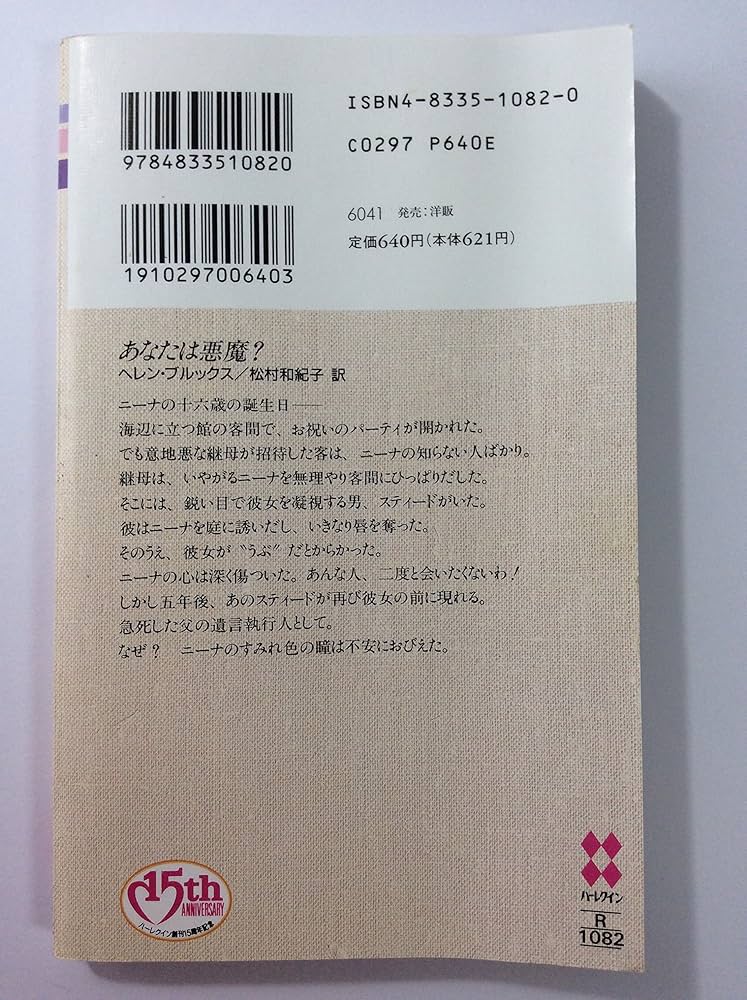 ISBN4-8335-1082-0
9784833510820
C0297 P640E
6041 発売:洋販
定価640円(本体621円)
1910297006403
あなたは悪魔?
ヘレン・ブルックス/松村和紀子 訳
ニーナの十六歳の誕生日——
海辺に立つ館の客間で、お祝いのパーティが開かれた。
でも意地悪な継母が招待した客は、ニーナの知らない人ばかり。
継母は、いやがるニーナを無理やり客間にひっぱりだした。
そこには、鋭い目で彼女を凝視する男、スティードがいた。
彼はニーナを庭に誘いだし、いきなり唇を奪った。
そのうえ、彼女が〝うぶ〟だとからかった。
ニーナの心は深く傷ついた。あんな人、二度と会いたくないわ!
しかし五年後、あのスティードが再び彼女の前に現れる。
急死した父の遺言執行人として。
なぜ? ニーナのすみれ色の瞳は不安におびえた。
15th
ANNIVERSARY
ハーレクイン創刊15周年記念
ハーレクイン
R
1082